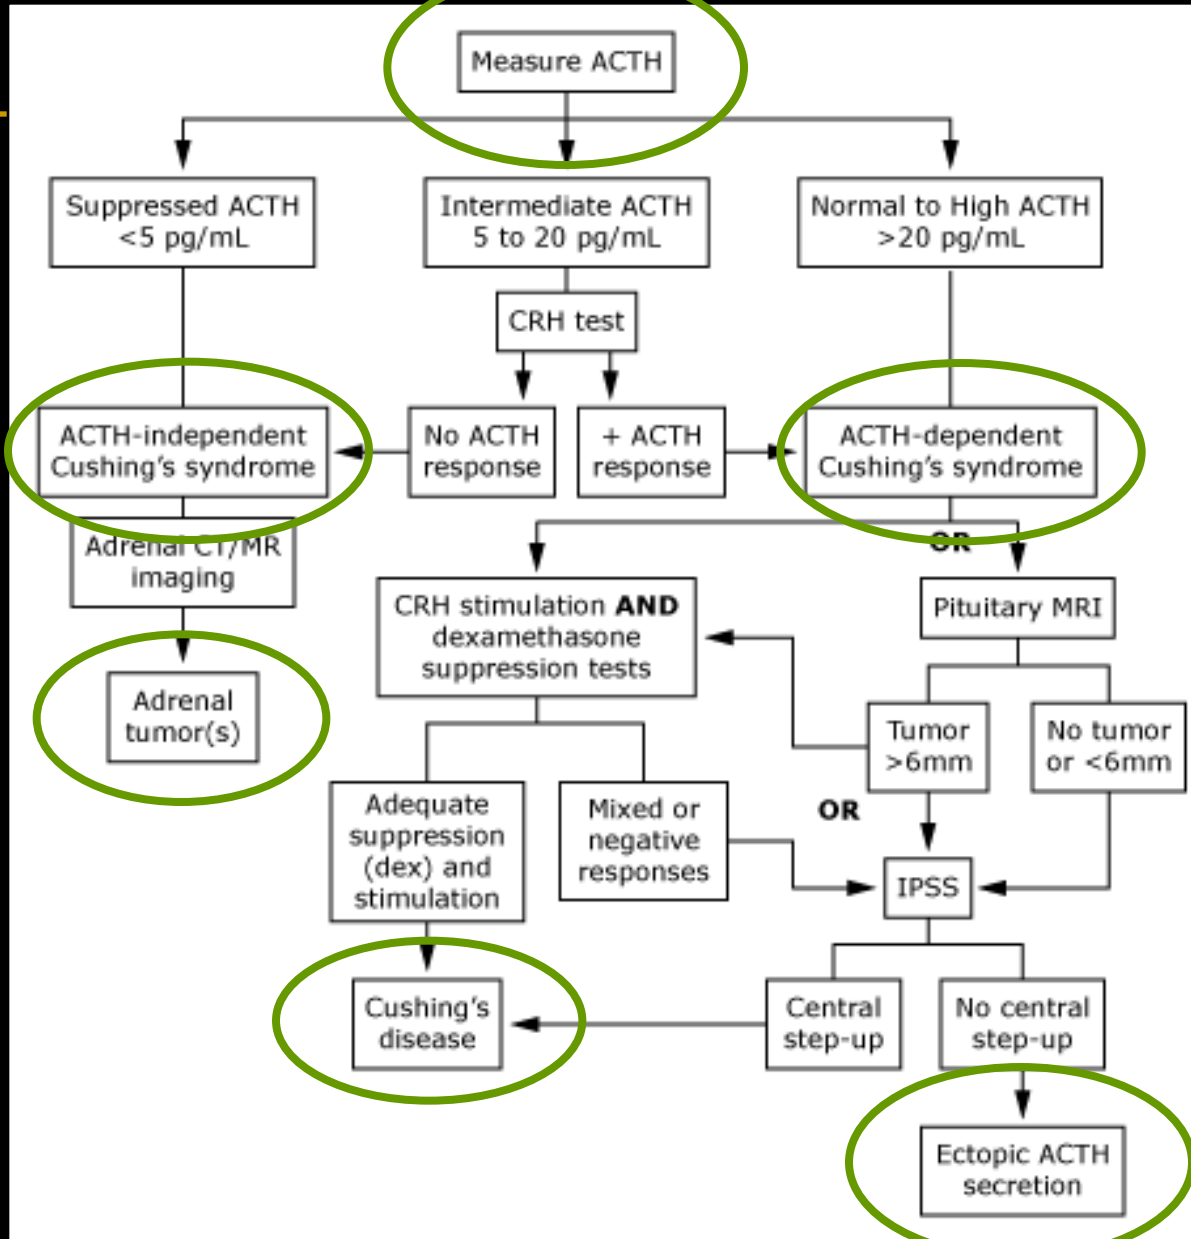 Measure ACTH
Suppressed ACTH
<5 pg/mL
Intermediate ACTH
5 to 20 pg/mL
Normal to High ACTH
>20 pg/mL
CRH test
ACTH-independent
Cushing's syndrome
No ACTH
response
+ ACTH
response
ACTH-dependent
Cushing's syndrome
OR
Adrenal CT/MR
imaging
CRH stimulation AND
dexamethasone
suppression tests
Pituitary MRI
Adrenal
tumor(s)
Tumor
>6mm
No tumor
or <6mm
Adequate
suppression
(dex) and
stimulation
Mixed or
negative
responses
OR
IPSS
Cushing's
disease
Central
step-up
No central
step-up
Ectopic ACTH
secretion